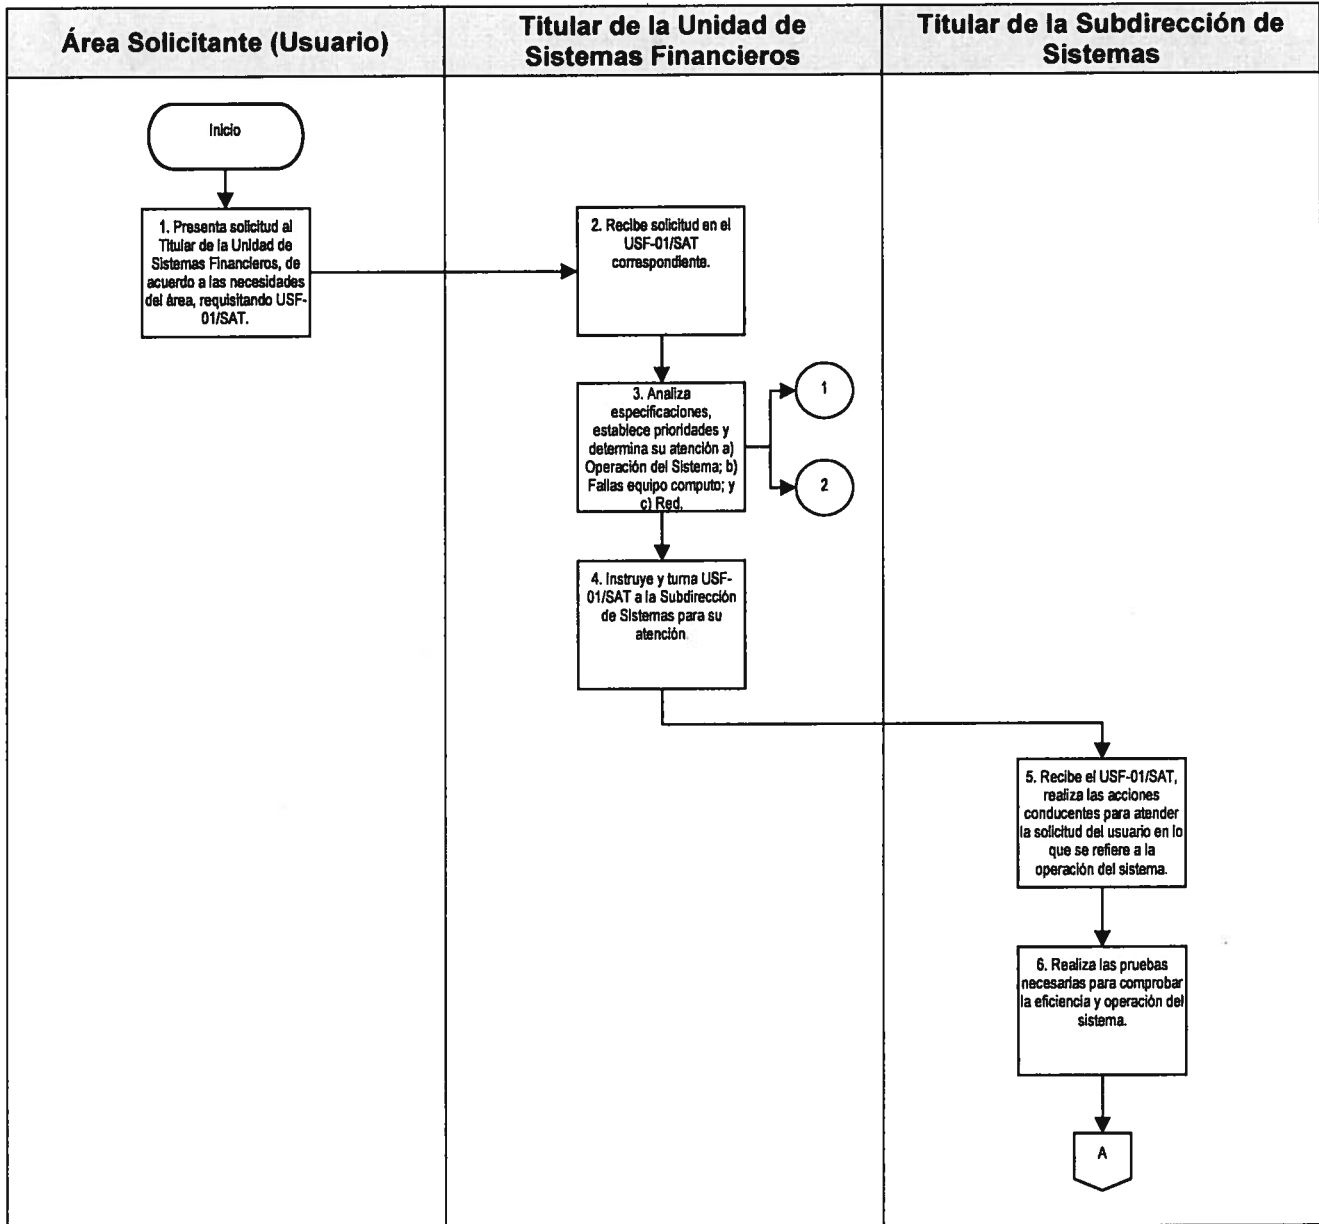 Área Solicitante (Usuario)
Titular de la Unidad de
Sistemas Financieros
Titular de la Subdirección de
Sistemas
Inicio
1. Presenta solicitud al
Titular de la Unidad de
Sistemas Financieros, de
acuerdo a las necesidades
del área, requisitando USF-
01/SAT.
2. Recibe solicitud en el
USF-01/SAT
correspondiente.
3. Analiza
especificaciones,
establece prioridades y
determina su atención a)
Operación del Sistema; b)
Fallas equipo computo; y
c) Red.
1
2
4. Instruye y turna USF-
01/SAT a la Subdirección
de Sistemas para su
atención.
5. Recibe el USF-01/SAT,
realiza las acciones
conducentes para atender
la solicitud del usuario en lo
que se refiere a la
operación del sistema.
6. Realiza las pruebas
necesarias para comprobar
la eficiencia y operación del
sistema.
A